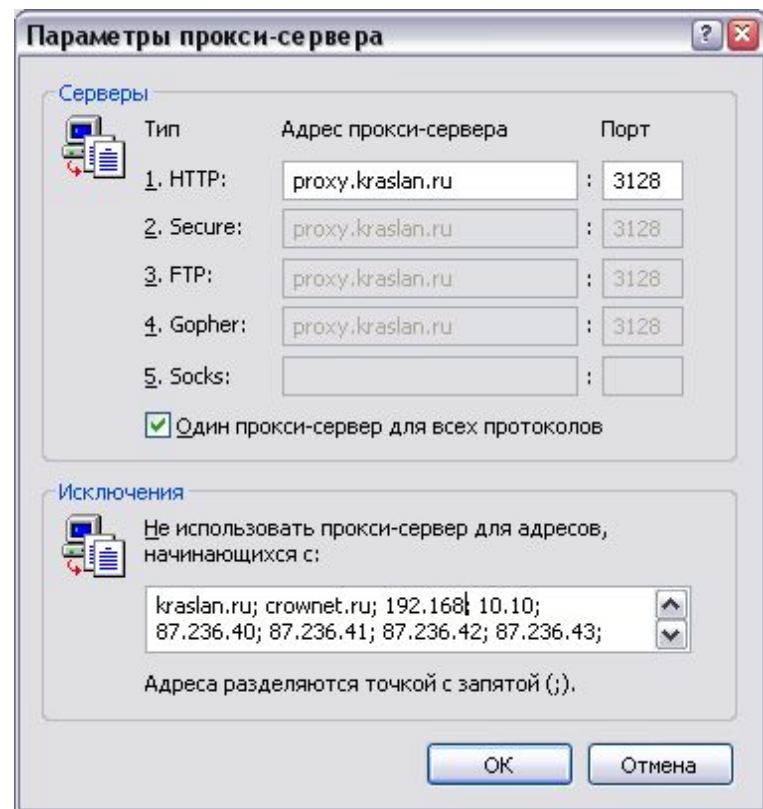 Параметры прокси-сервера
Серверы
Тип Адрес прокси-сервера Порт
1. HTTP: proxy.kraslan.ru : 3128
2. Secure: proxy.kraslan.ru : 3128
3. FTP: proxy.kraslan.ru : 3128
4. Gopher: proxy.kraslan.ru : 3128
5. Socks: :
Один прокси-сервер для всех протоколов
Исключения
Не использовать прокси-сервер для адресов,
начинающихся с:
kraslan.ru; crownet.ru; 192.168; 10.10;
87.236.40; 87.236.41; 87.236.42; 87.236.43;
Адреса разделяются точкой с запятой (;).
ОК Отмена